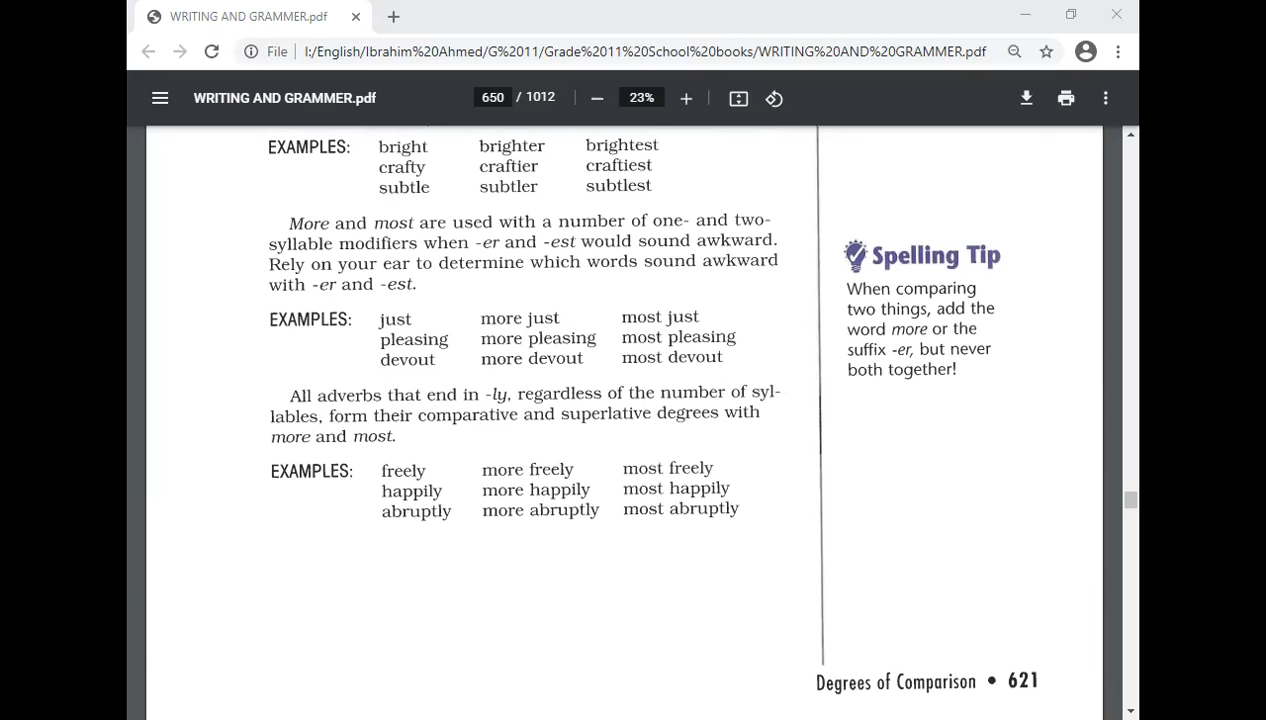 WRITING AND GRAMMER.pdf
File I:/English/Ibrahim%20Ahmed/G%2011/Grade%2011%20School%20books/WRITING%20AND%20GRAMMER.pdf
WRITING AND GRAMMER.pdf 650 / 1012 23%
EXAMPLES: bright brighter brightest
crafty craftier craftiest
subtle subtler subtlest
More and most are used with a number of one- and two-
syllable modifiers when -er and -est would sound awkward.
Rely on your ear to determine which words sound awkward
with -er and -est.
EXAMPLES: just more just most just
pleasing more pleasing most pleasing
devout more devout most devout
All adverbs that end in -ly, regardless of the number of syl-
lables, form their comparative and superlative degrees with
more and most.
EXAMPLES: freely more freely most freely
happily more happily most happily
abruptly more abruptly most abruptly
Spelling Tip
When comparing
two things, add the
word more or the
suffix -er, but never
both together!
Degrees of Comparison • 621